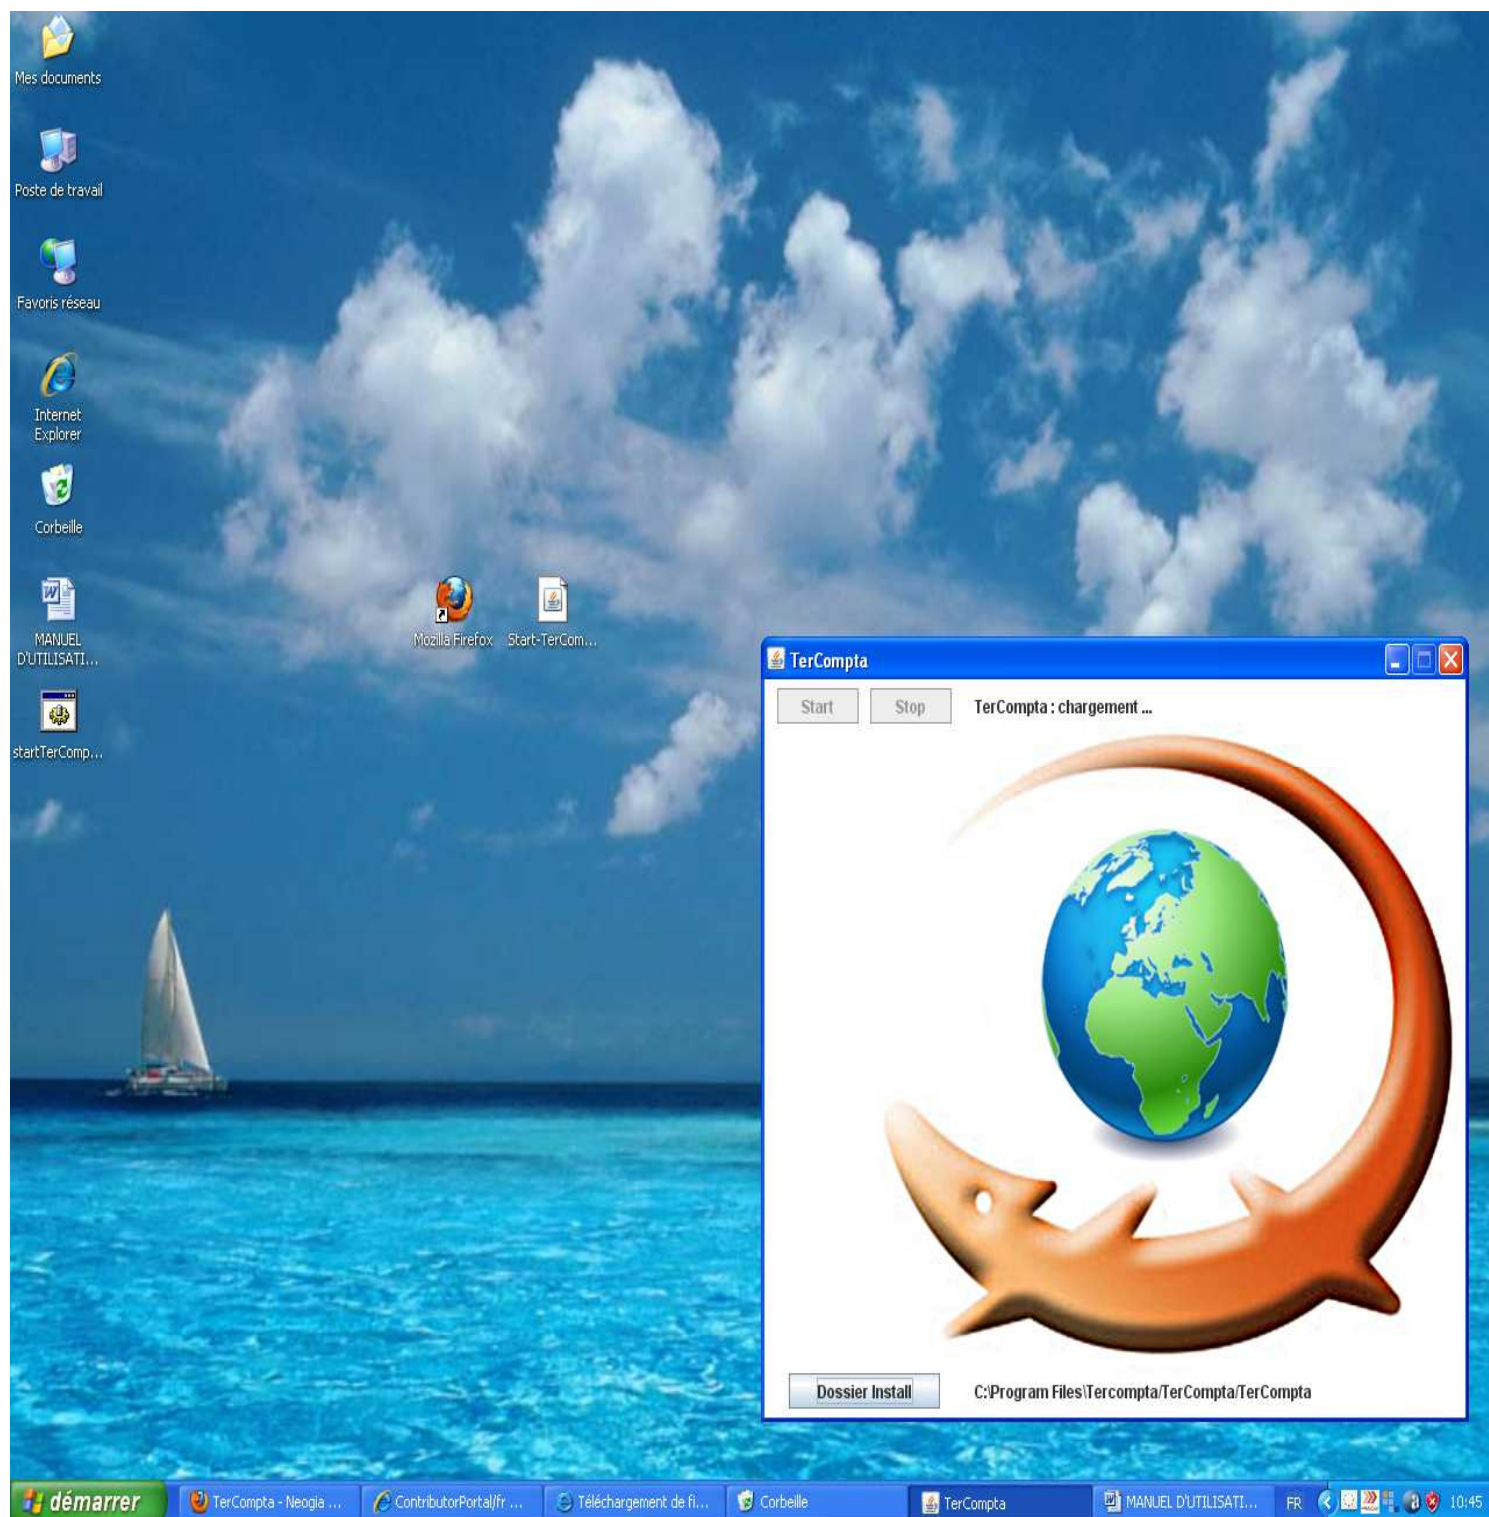 Mes documents
Poste de travail
Favoris réseau
Internet
Explorer
Corbeille
MANUEL
D'UTILISATI...
startTerComp...
Mozilla Firefox
Start-TerCom...
TerCompta
Start
Stop
TerCompta : chargement ...
Dossier Install
C:\Program Files\Tercompta/TerCompta/TerCompta
démarrer
TerCompta - Neogia ...
ContributorPortal/fr ...
Téléchargement de fi...
Corbeille
TerCompta
MANUEL D'UTILISATI...
FR
10:45